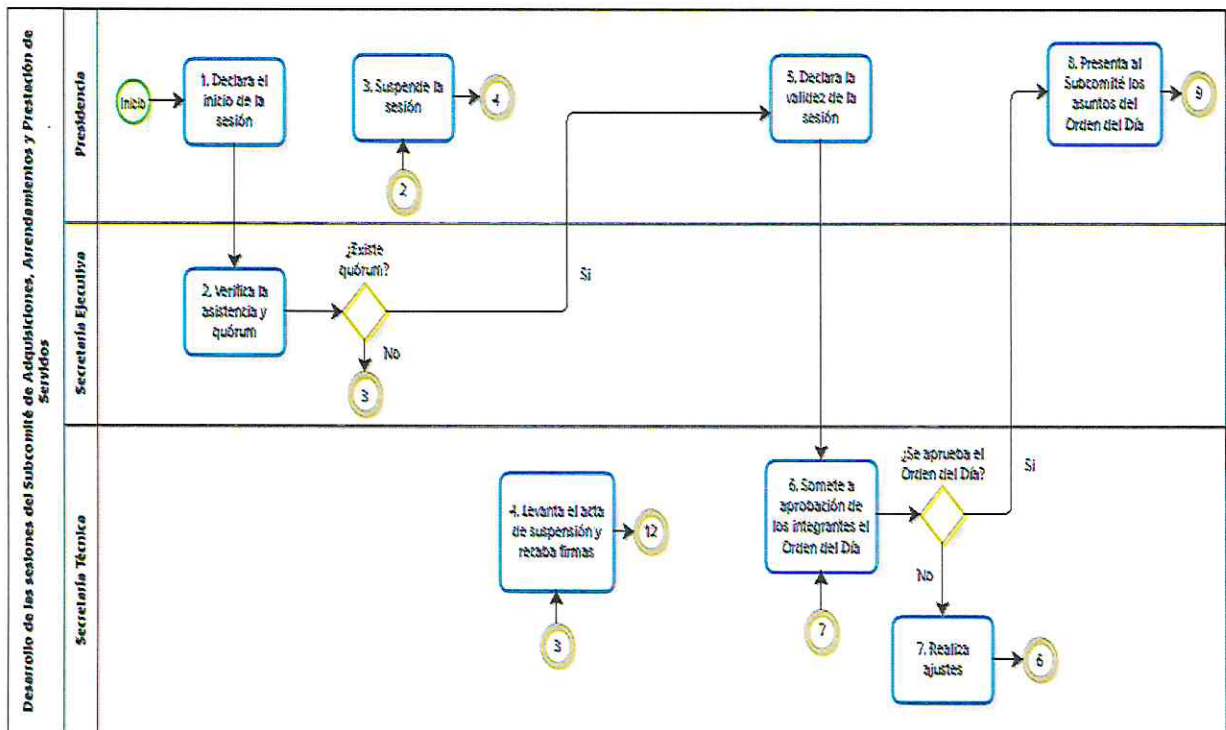 Desarrollo de las sesiones del Subcomité de Adquisiciones, Arrendamientos y Prestación de
Servidos
Presidencia
Inicio
1. Declara el
inicio de la
sesión
3. Suspende la
sesión
4
2
5. Declara la
validez de la
sesión
8. Presenta al
Subcomité los
asuntos del
Orden del Día
9
Secretaría Ejecutiva
2. Verifica la
asistencia y
quórum
¿Existe
quórum?
Si
No
3
Secretaría Técnica
4. Levanta el acta
de suspensión y
recaba firmas
12
3
6. Somete a
aprobación de
los integrantes el
Orden del Día
7
¿Se aprueba el
Orden del Día?
Si
No
7. Realiza
ajustes
6